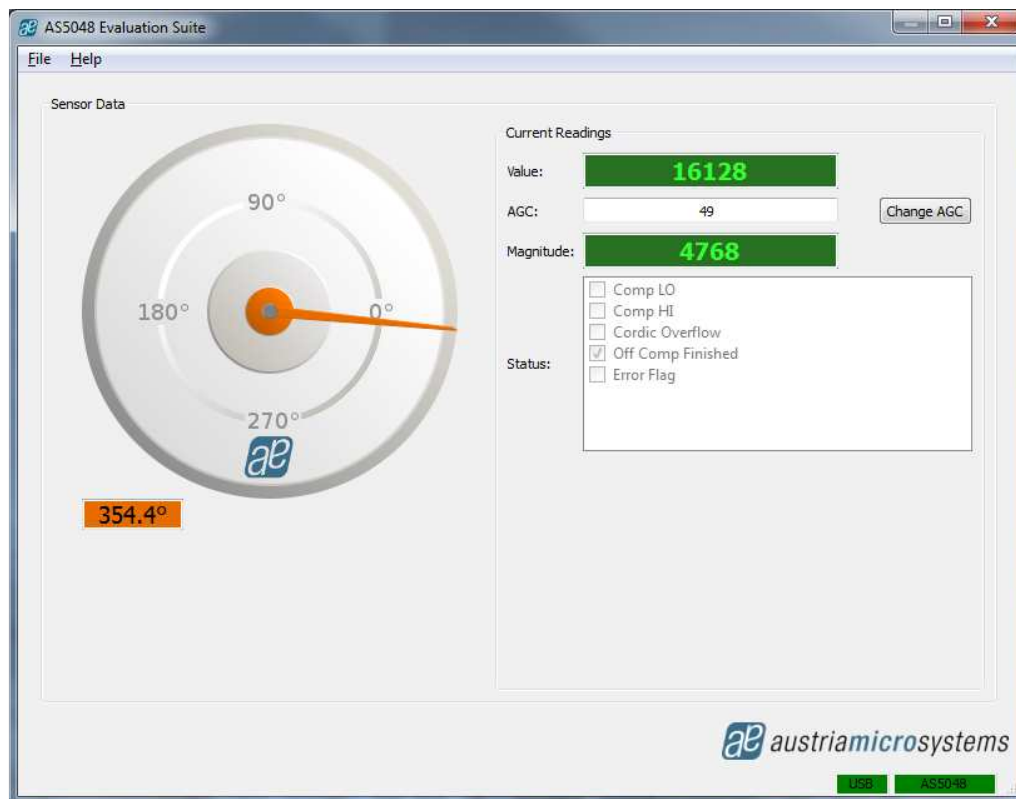 AS5048 Evaluation Suite
File Help
Sensor Data
90°
180°
0°
270°
354.4°
Current Readings
Value: 16128
AGC: 49 Change AGC
Magnitude: 4768
Status:
Comp LO
Comp HI
Cordic Overflow
Off Comp Finished
Error Flag
austriamicrosystems
USB AS5048